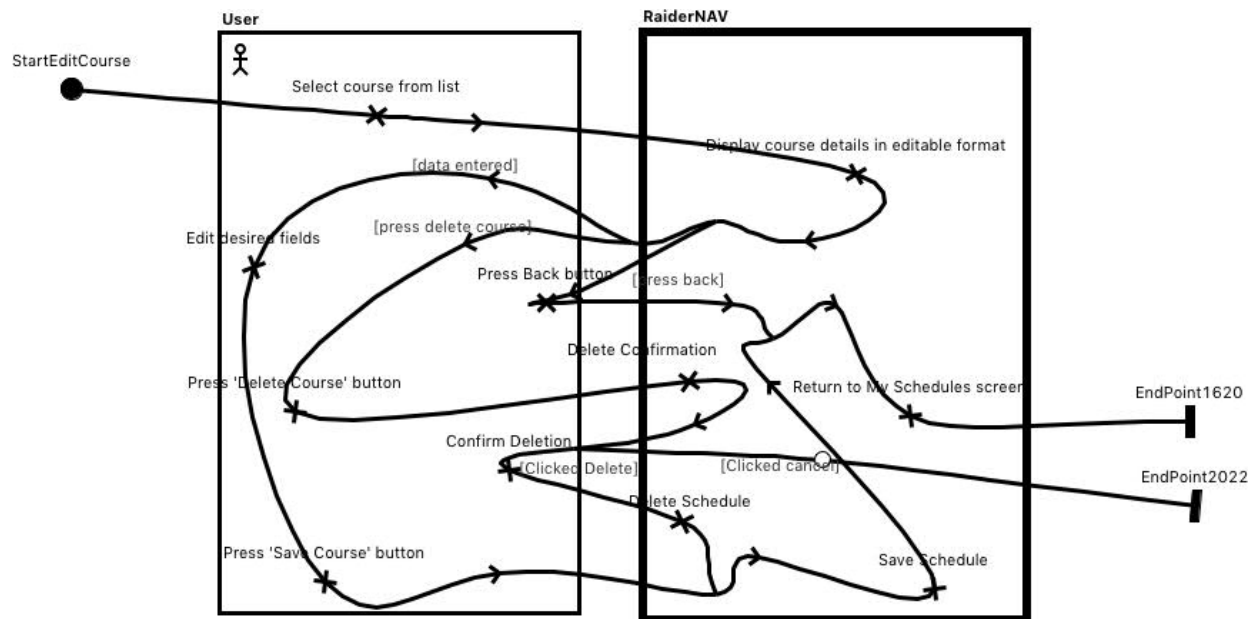 User
RaiderNAV
StartEditCourse
Select course from list
Display course details in editable format
[data entered]
[press delete course]
Edit desired fields
Press Back button
[press back]
Delete Confirmation
Press 'Delete Course' button
Return to My Schedules screen
EndPoint1620
Confirm Deletion
[Clicked Delete]
[Clicked cancel]
EndPoint2022
Delete Schedule
Press 'Save Course' button
Save Schedule